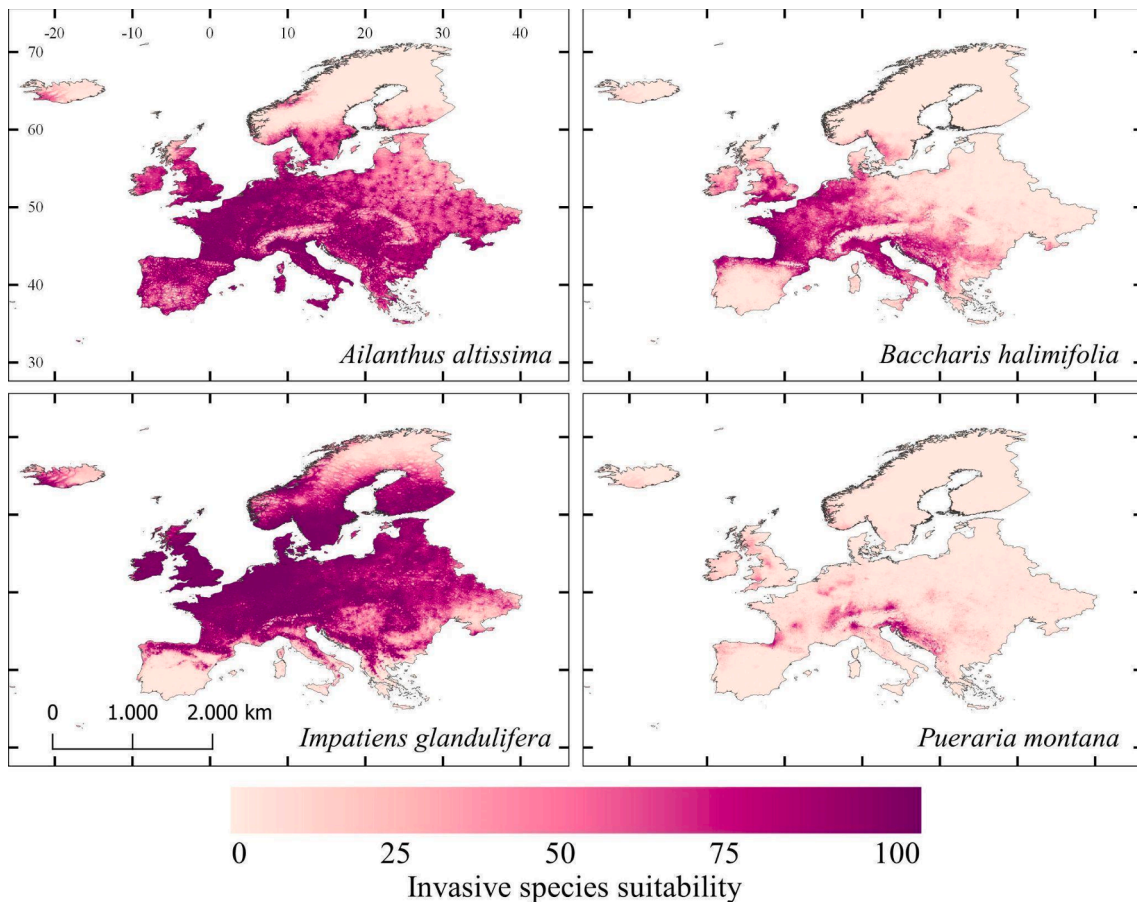 -20 -10 0 10 20 30 40
70
60
50
40
30
Ailanthus altissima
Baccharis halimifolia
0 1.000 2.000 km
Impatiens glandulifera
Pueraria montana
0 25 50 75 100
Invasive species suitability